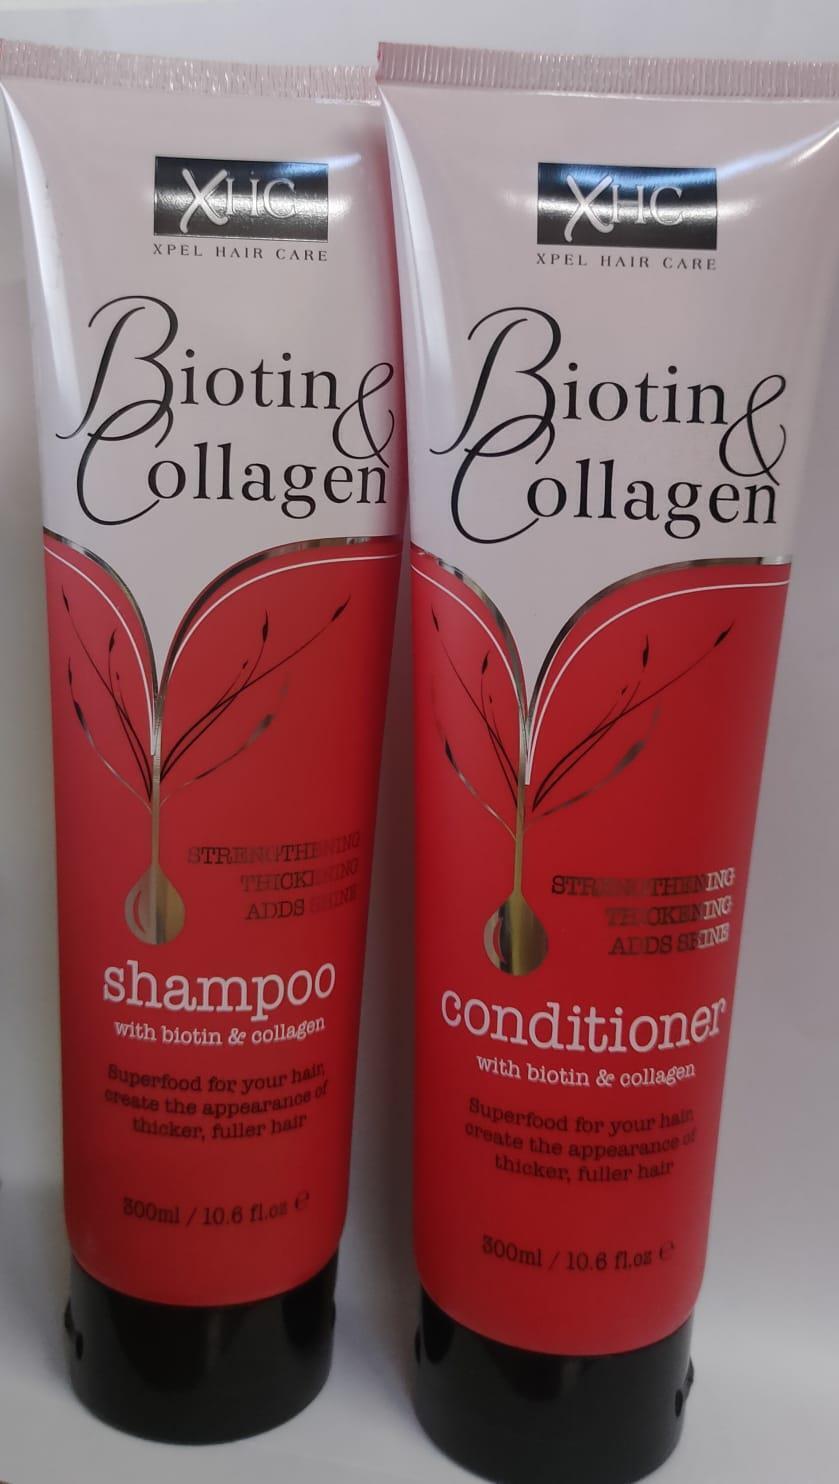 XHC
XPEL HAIR CARE
Biotin &
Collagen
STRENGTHENING
THICKENING
ADDS SHINE
shampoo
with biotin & collagen
Superfood for your hair,
create the appearance of
thicker, fuller hair
300ml / 10.6 fl.oz ℮
XHC
XPEL HAIR CARE
Biotin &
Collagen
STRENGTHENING
THICKENING
ADDS SHINE
conditioner
with biotin & collagen
Superfood for your hair,
create the appearance of
thicker, fuller hair
300ml / 10.6 fl.oz ℮